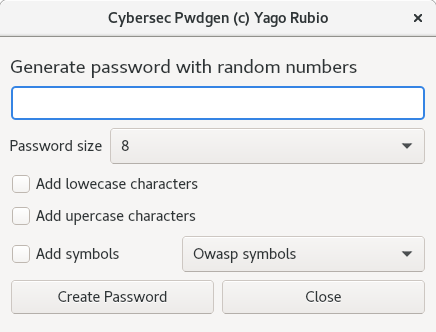 Cybersec Pwdgen (c) Yago Rubio
Generate password with random numbers
Password size 8
Add lowcase characters
Add upercase characters
Add symbols Owasp symbols
Create Password Close